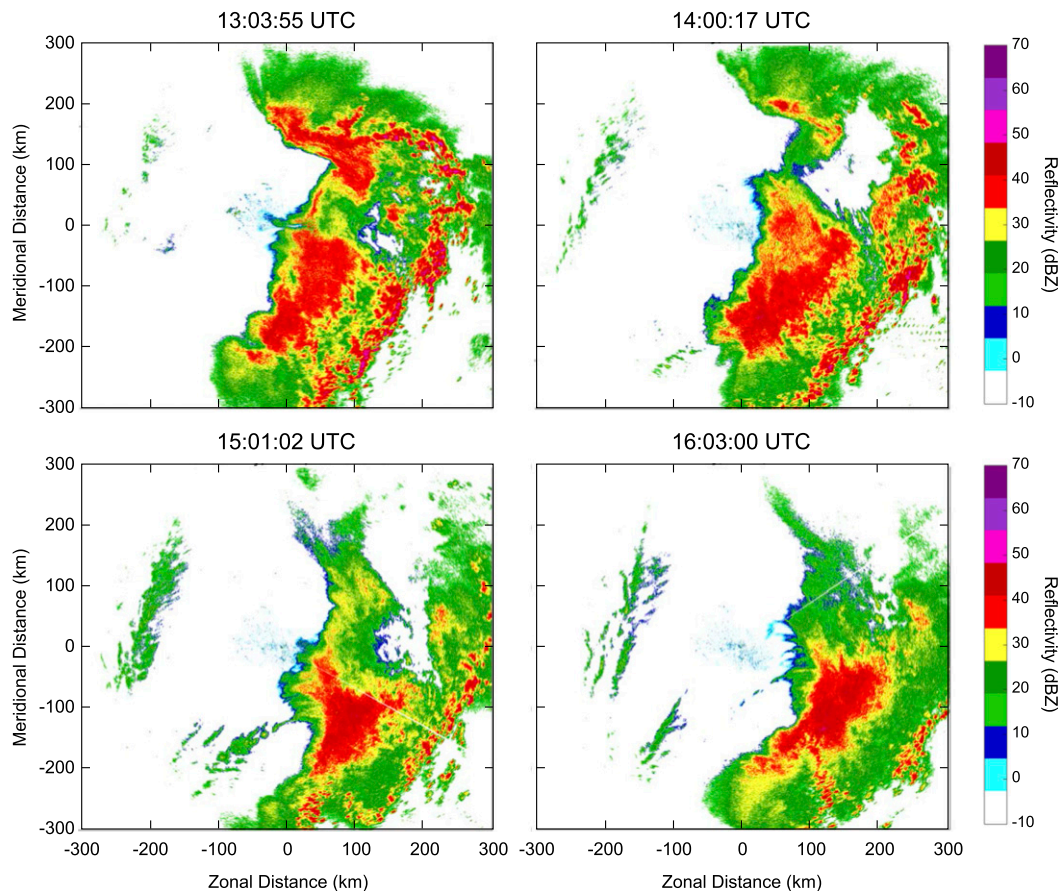 13:03:55 UTC
14:00:17 UTC
300
200
100
0
-100
-200
-300
Meridional Distance (km)
70
60
50
40
30
20
10
0
-10
Reflectivity (dBZ)
15:01:02 UTC
16:03:00 UTC
300
200
100
0
-100
-200
-300
Meridional Distance (km)
70
60
50
40
30
20
10
0
-10
Reflectivity (dBZ)
-300 -200 -100 0 100 200 300
-300 -200 -100 0 100 200 300
Zonal Distance (km)
Zonal Distance (km)